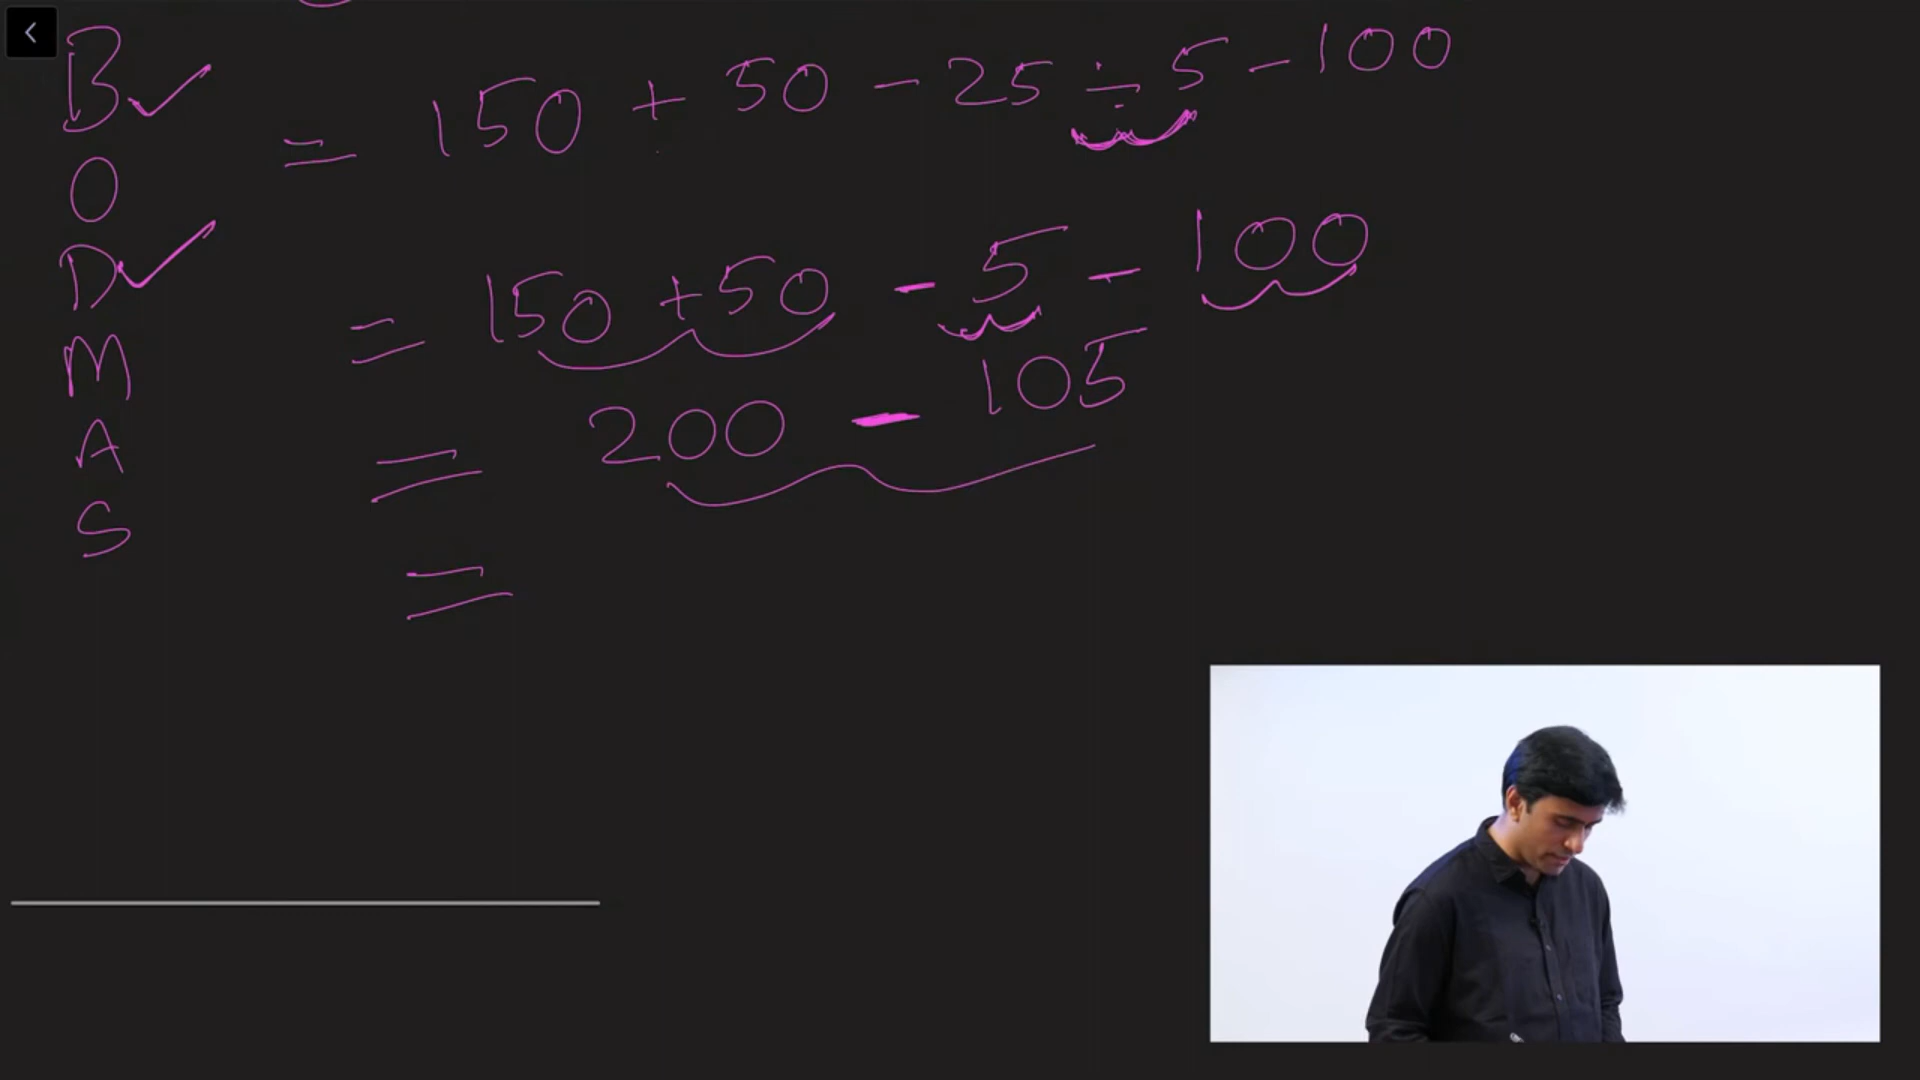 B
O
D
M
A
S
= 150 + 50 - 25 ÷ 5 - 100
= 150 + 50 - 5 - 100
= 200 - 105
=